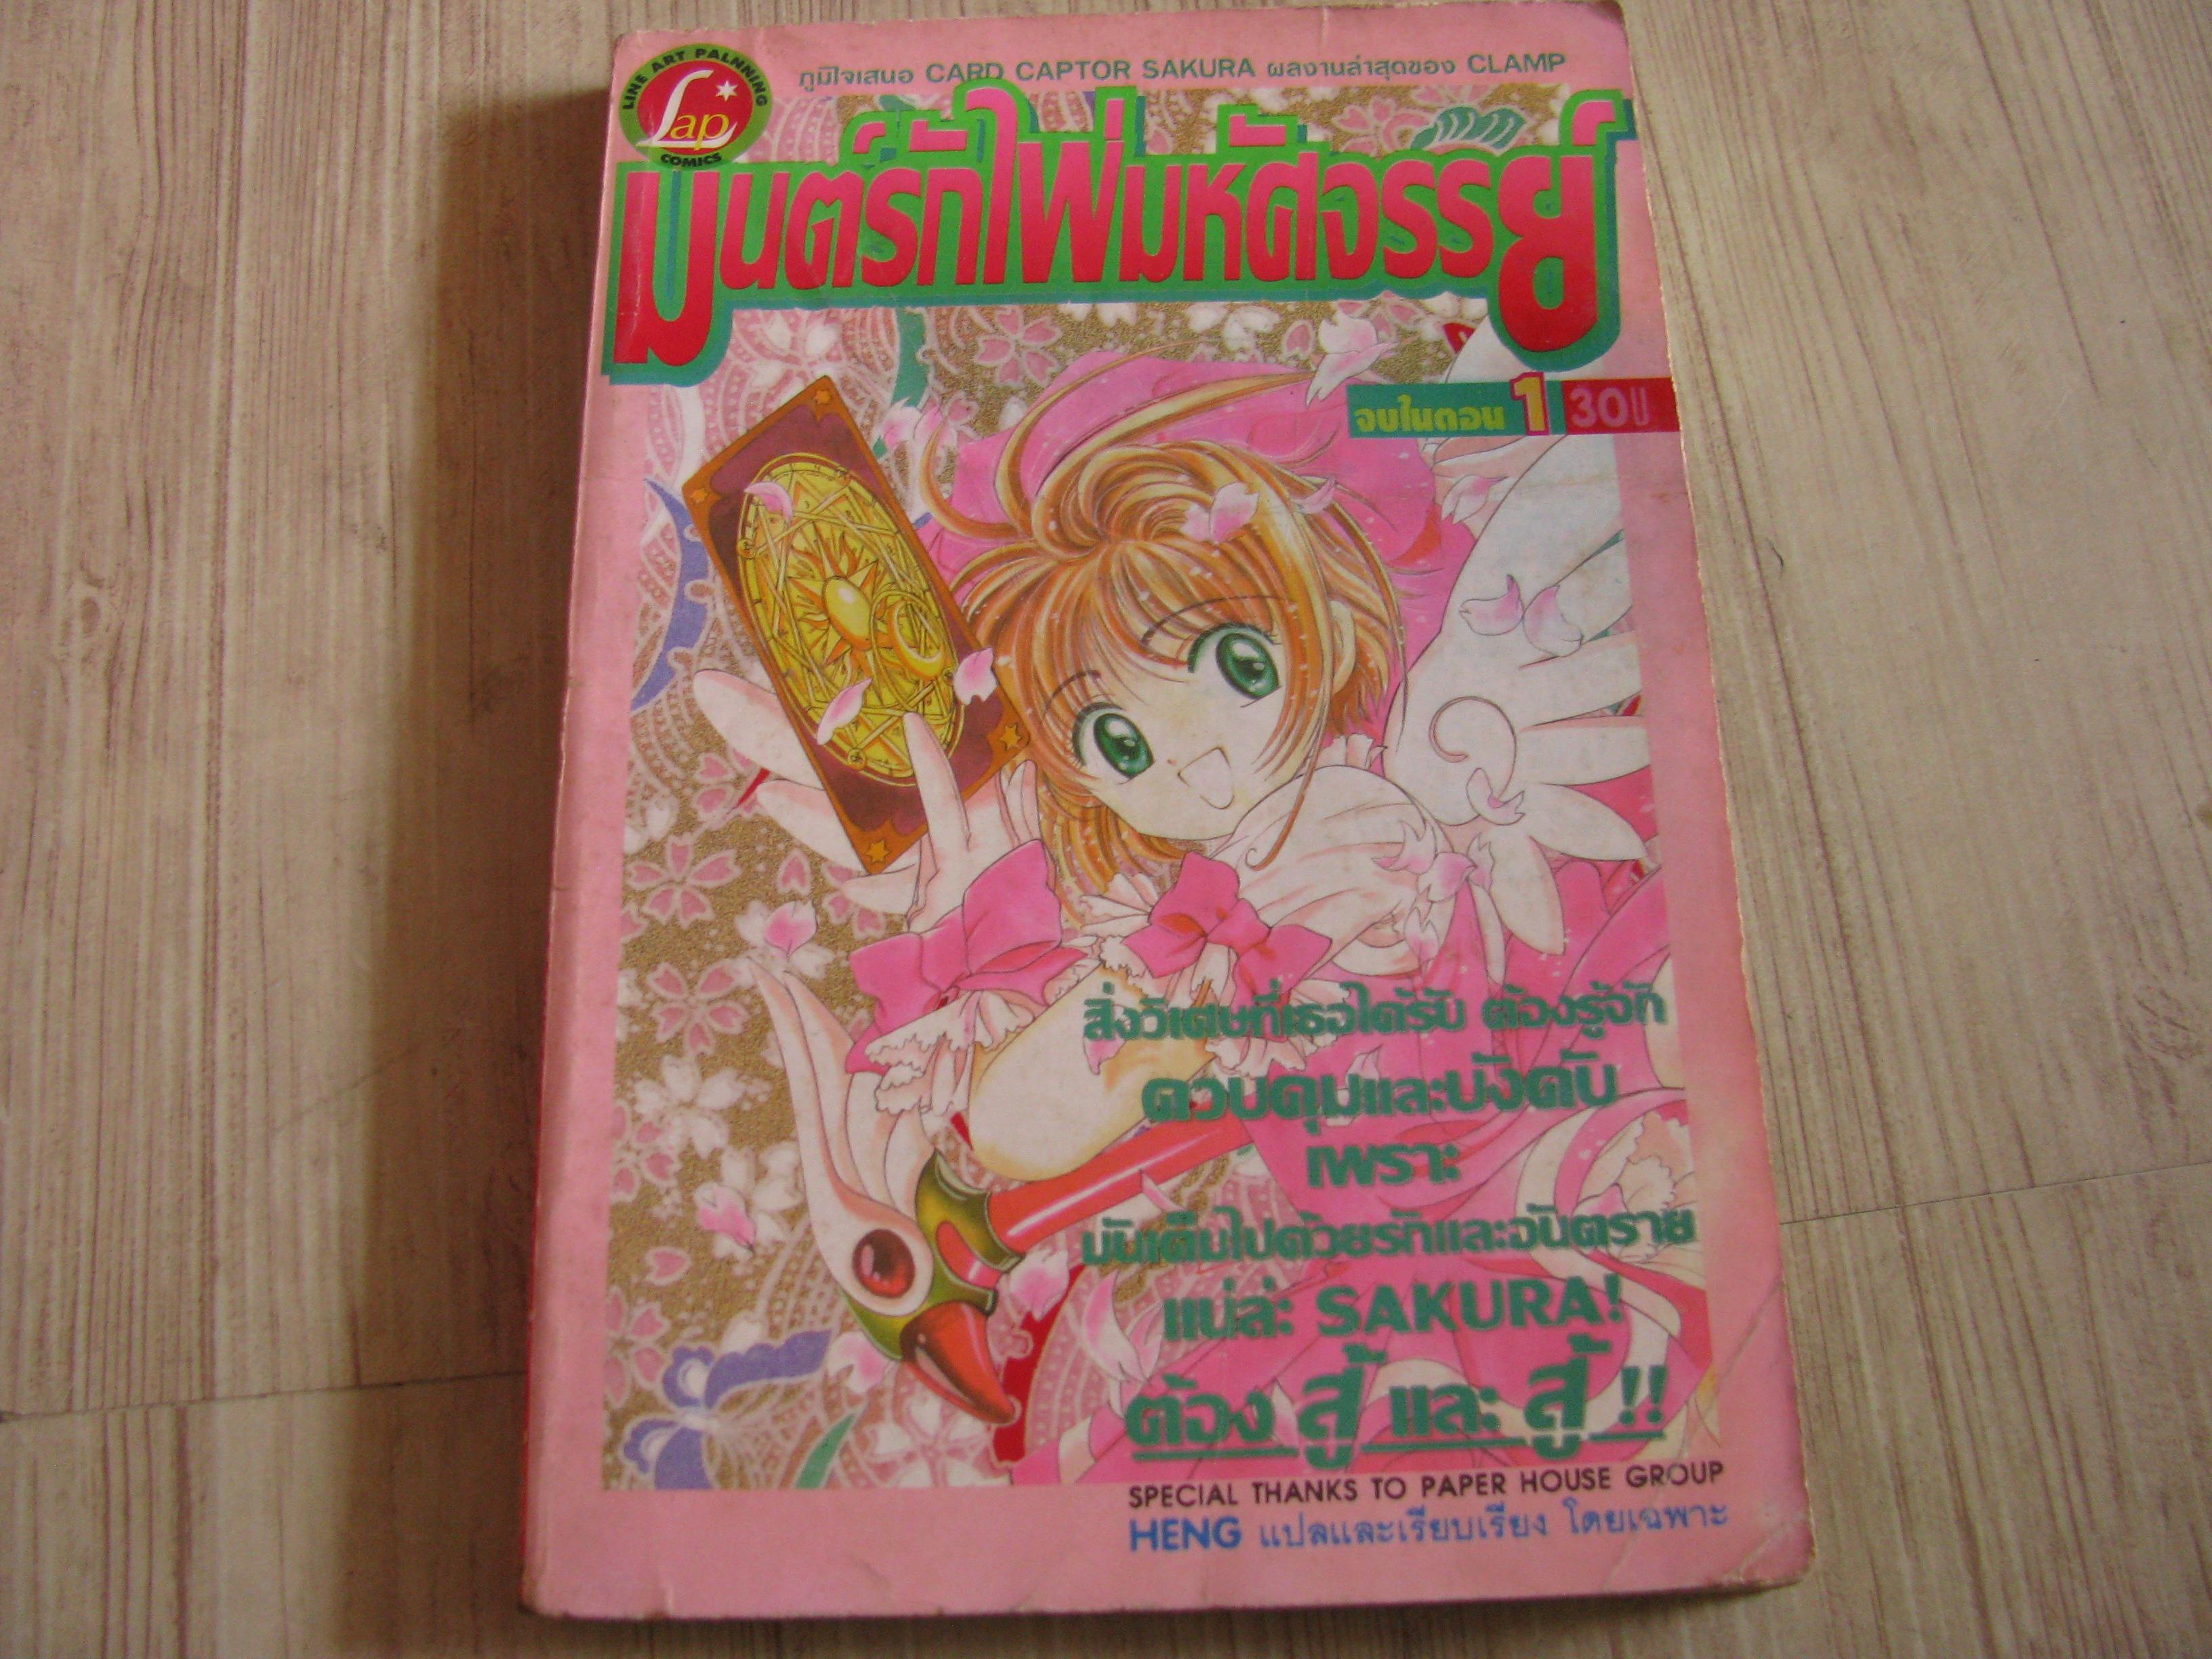 LINE ART PALNNING
Lap
COMICS
ภูมิใจเสนอ CARD CAPTOR SAKURA ผลงานล่าสุดของ CLAMP
มนต์รักไพ่มหัศจรรย์
จบในตอน 1 30บ.
สิ่งวิเศษที่เธอได้รับ ต้องรู้จัก
ควบคุมและบังคับ
เพราะ
มันเต็มไปด้วยรักและอันตราย
แน่ล่ะ SAKURA!
ต้อง สู้ และ สู้ !!
SPECIAL THANKS TO PAPER HOUSE GROUP
HENG แปลและเรียบเรียง โดยเฉพาะ